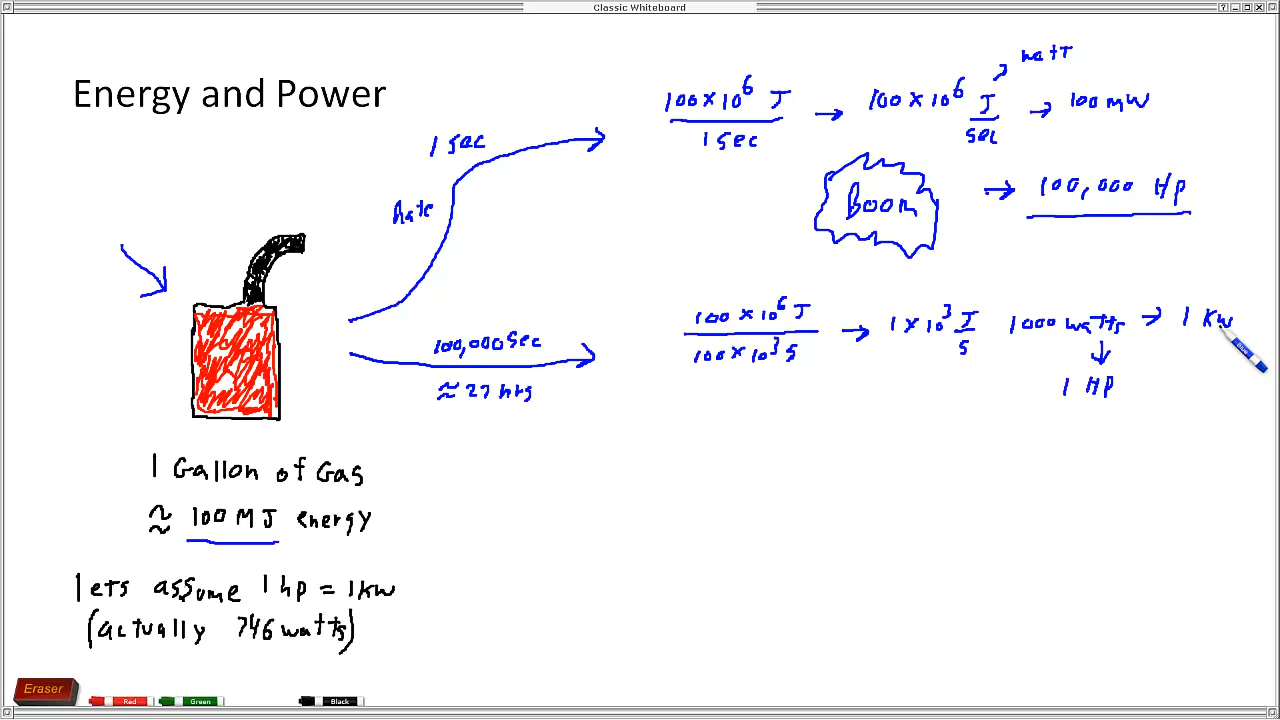 Classic Whiteboard
Energy and Power
1 sec
Rate
100 × 10^6 J / 1 sec → 100 × 10^6 J / sec → 100 mW
watt
Boom
→ 100,000 Hp
100,000 sec
≈ 27 hrs
100 × 10^6 J / 100 × 10^3 s → 1 × 10^3 J / s 1000 watts → 1 Kw
1 HP
1 Gallon of Gas
≈ 100 MJ energy
lets assume 1 hp = 1kw
(actually 746 watts)
Eraser
Red
Green
Black
Blue